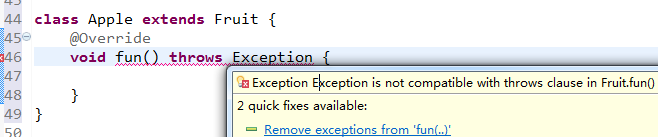 44 class Apple extends Fruit {
45 @Override
46 void fun() throws Exception {
47
Exception Exception is not compatible with throws clause in Fruit.fun()
48 }
2 quick fixes available:
49 }
Remove exceptions from 'fun(..)'
50